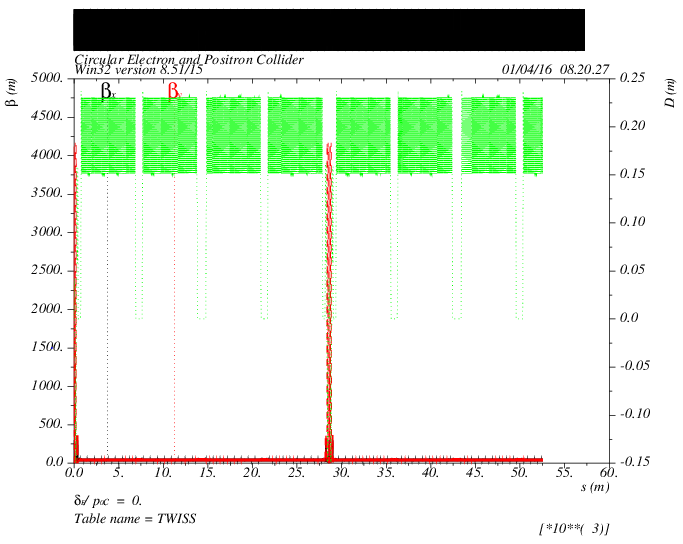 Circular Electron and Positron Collider
Win32 version 8.51/15 01/04/16 08.20.27
β (m)
D (m)
βx
βy
5000.
4500.
4000.
3500.
3000.
2500.
2000.
1500.
1000.
500.
0.0
0.25
0.20
0.15
0.10
0.05
0.0
-0.05
-0.10
-0.15
0.0 5. 10. 15. 20. 25. 30. 35. 40. 45. 50. 55. 60.
s (m)
δE/ p0c = 0.
Table name = TWISS
[*10**( 3)]